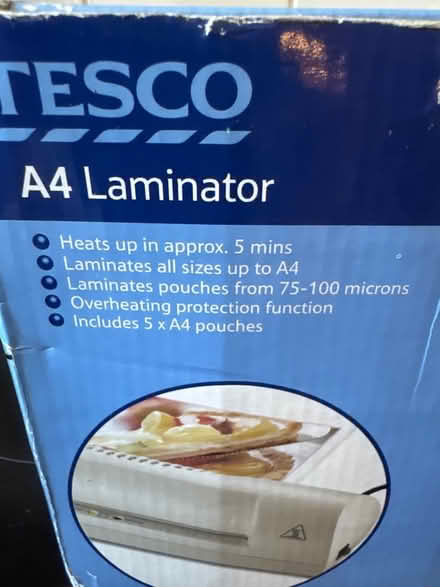 TESCO
A4 Laminator
Heats up in approx. 5 mins
Laminates all sizes up to A4
Laminates pouches from 75-100 microns
Overheating protection function
Includes 5 x A4 pouches